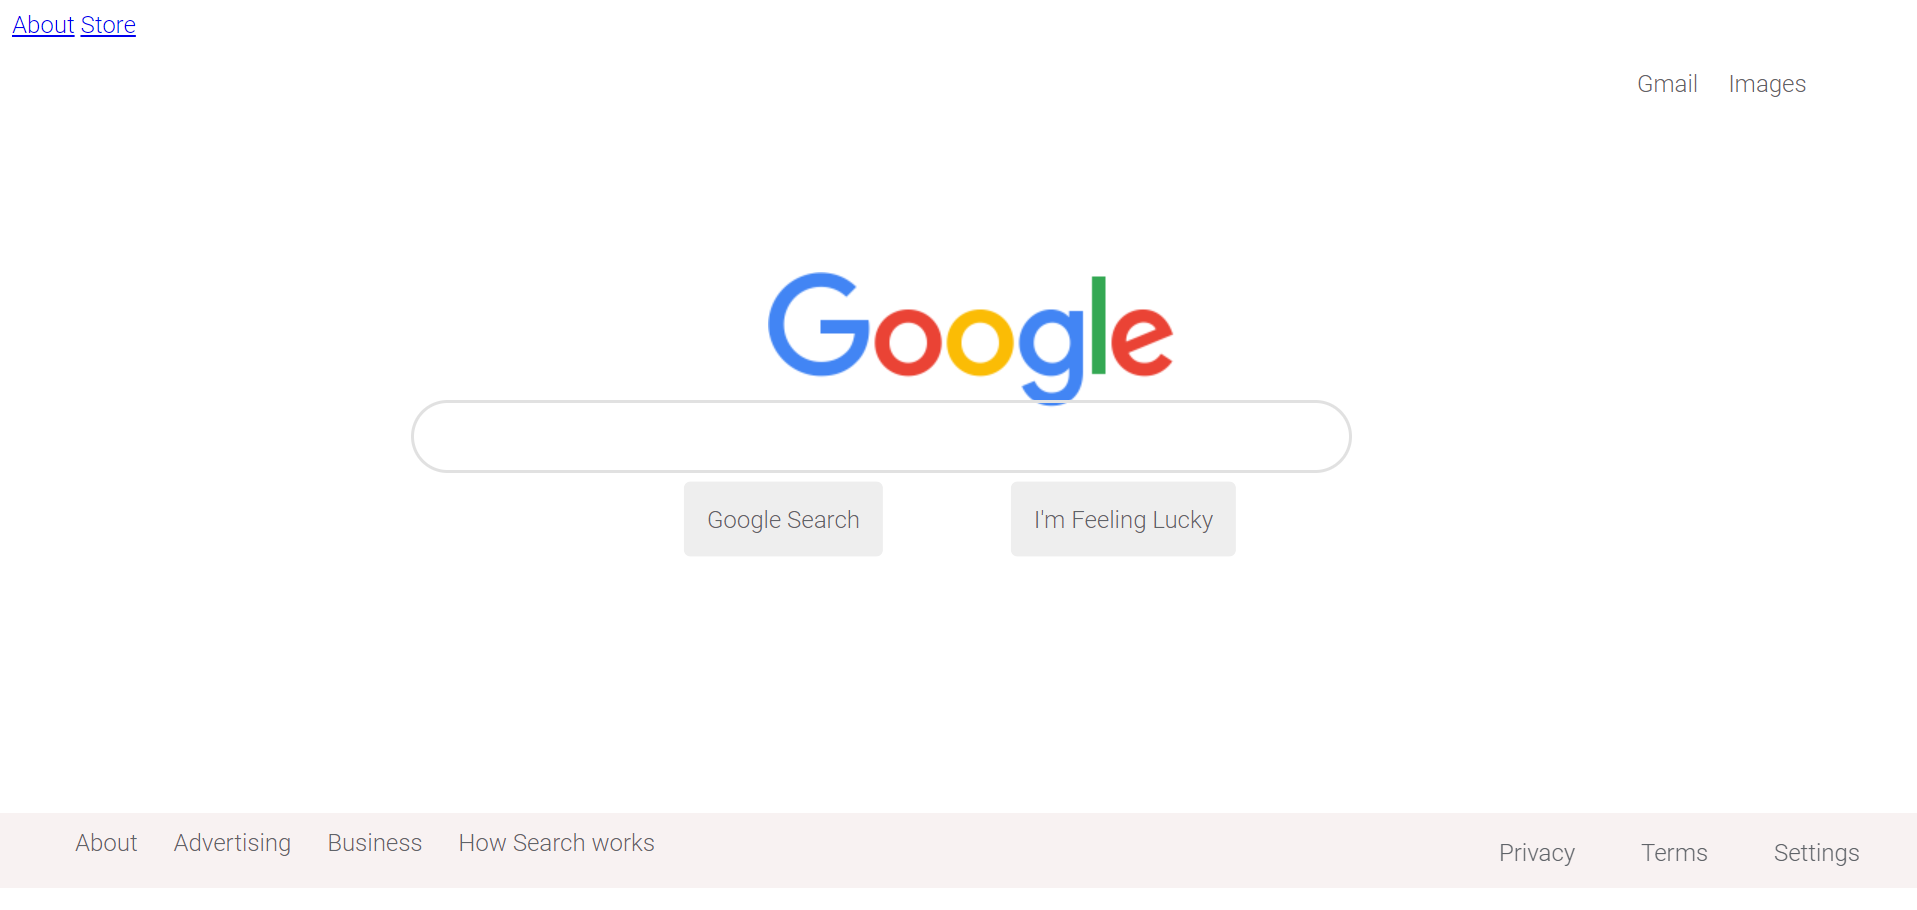 About Store
Gmail Images
Google
Google Search I'm Feeling Lucky
About Advertising Business How Search works
Privacy Terms Settings